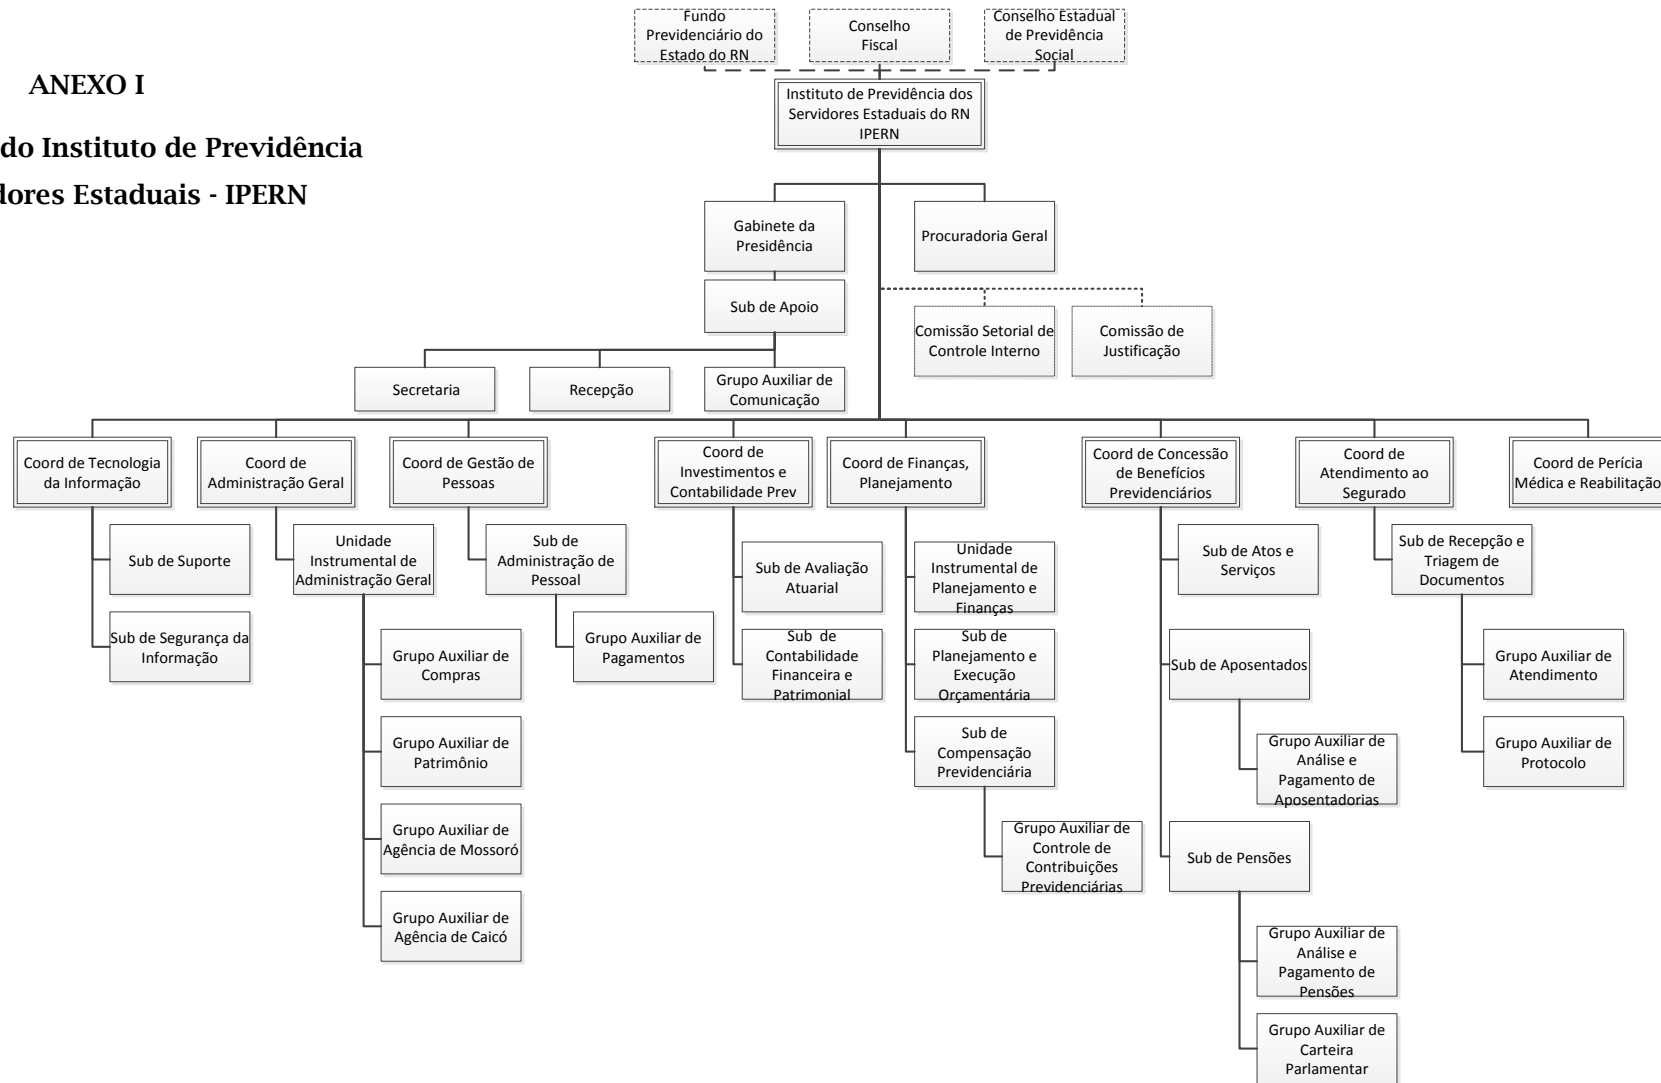 Fundo
Previdenciário do
Estado do RN
Conselho
Fiscal
Conselho Estadual
de Previdência
Social
ANEXO I
do Instituto de Previdência
dores Estaduais - IPERN
Instituto de Previdência dos
Servidores Estaduais do RN
IPERN
Gabinete da
Presidência
Procuradoria Geral
Sub de Apoio
Comissão Setorial de
Controle Interno
Comissão de
Justificação
Secretaria
Recepção
Grupo Auxiliar de
Comunicação
Coord de Tecnologia
da Informação
Coord de
Administração Geral
Coord de Gestão de
Pessoas
Coord de
Investimentos e
Contabilidade Prev
Coord de Finanças,
Planejamento
Coord de Concessão
de Benefícios
Previdenciários
Coord de
Atendimento ao
Segurado
Coord de Perícia
Médica e Reabilitação
Sub de Suporte
Sub de Segurança da
Informação
Unidade
Instrumental de
Administração Geral
Grupo Auxiliar de
Compras
Grupo Auxiliar de
Patrimônio
Grupo Auxiliar de
Agência de Mossoró
Grupo Auxiliar de
Agência de Caicó
Sub de
Administração de
Pessoal
Grupo Auxiliar de
Pagamentos
Sub de Avaliação
Atuarial
Sub de
Contabilidade
Financeira e
Patrimonial
Unidade
Instrumental de
Planejamento e
Finanças
Sub de
Planejamento e
Execução
Orçamentária
Sub de
Compensação
Previdenciária
Grupo Auxiliar de
Controle de
Contribuições
Previdenciárias
Sub de Atos e
Serviços
Sub de Aposentados
Grupo Auxiliar de
Análise e
Pagamento de
Aposentadorias
Sub de Pensões
Grupo Auxiliar de
Análise e
Pagamento de
Pensões
Grupo Auxiliar de
Carteira
Parlamentar
Sub de Recepção e
Triagem de
Documentos
Grupo Auxiliar de
Atendimento
Grupo Auxiliar de
Protocolo